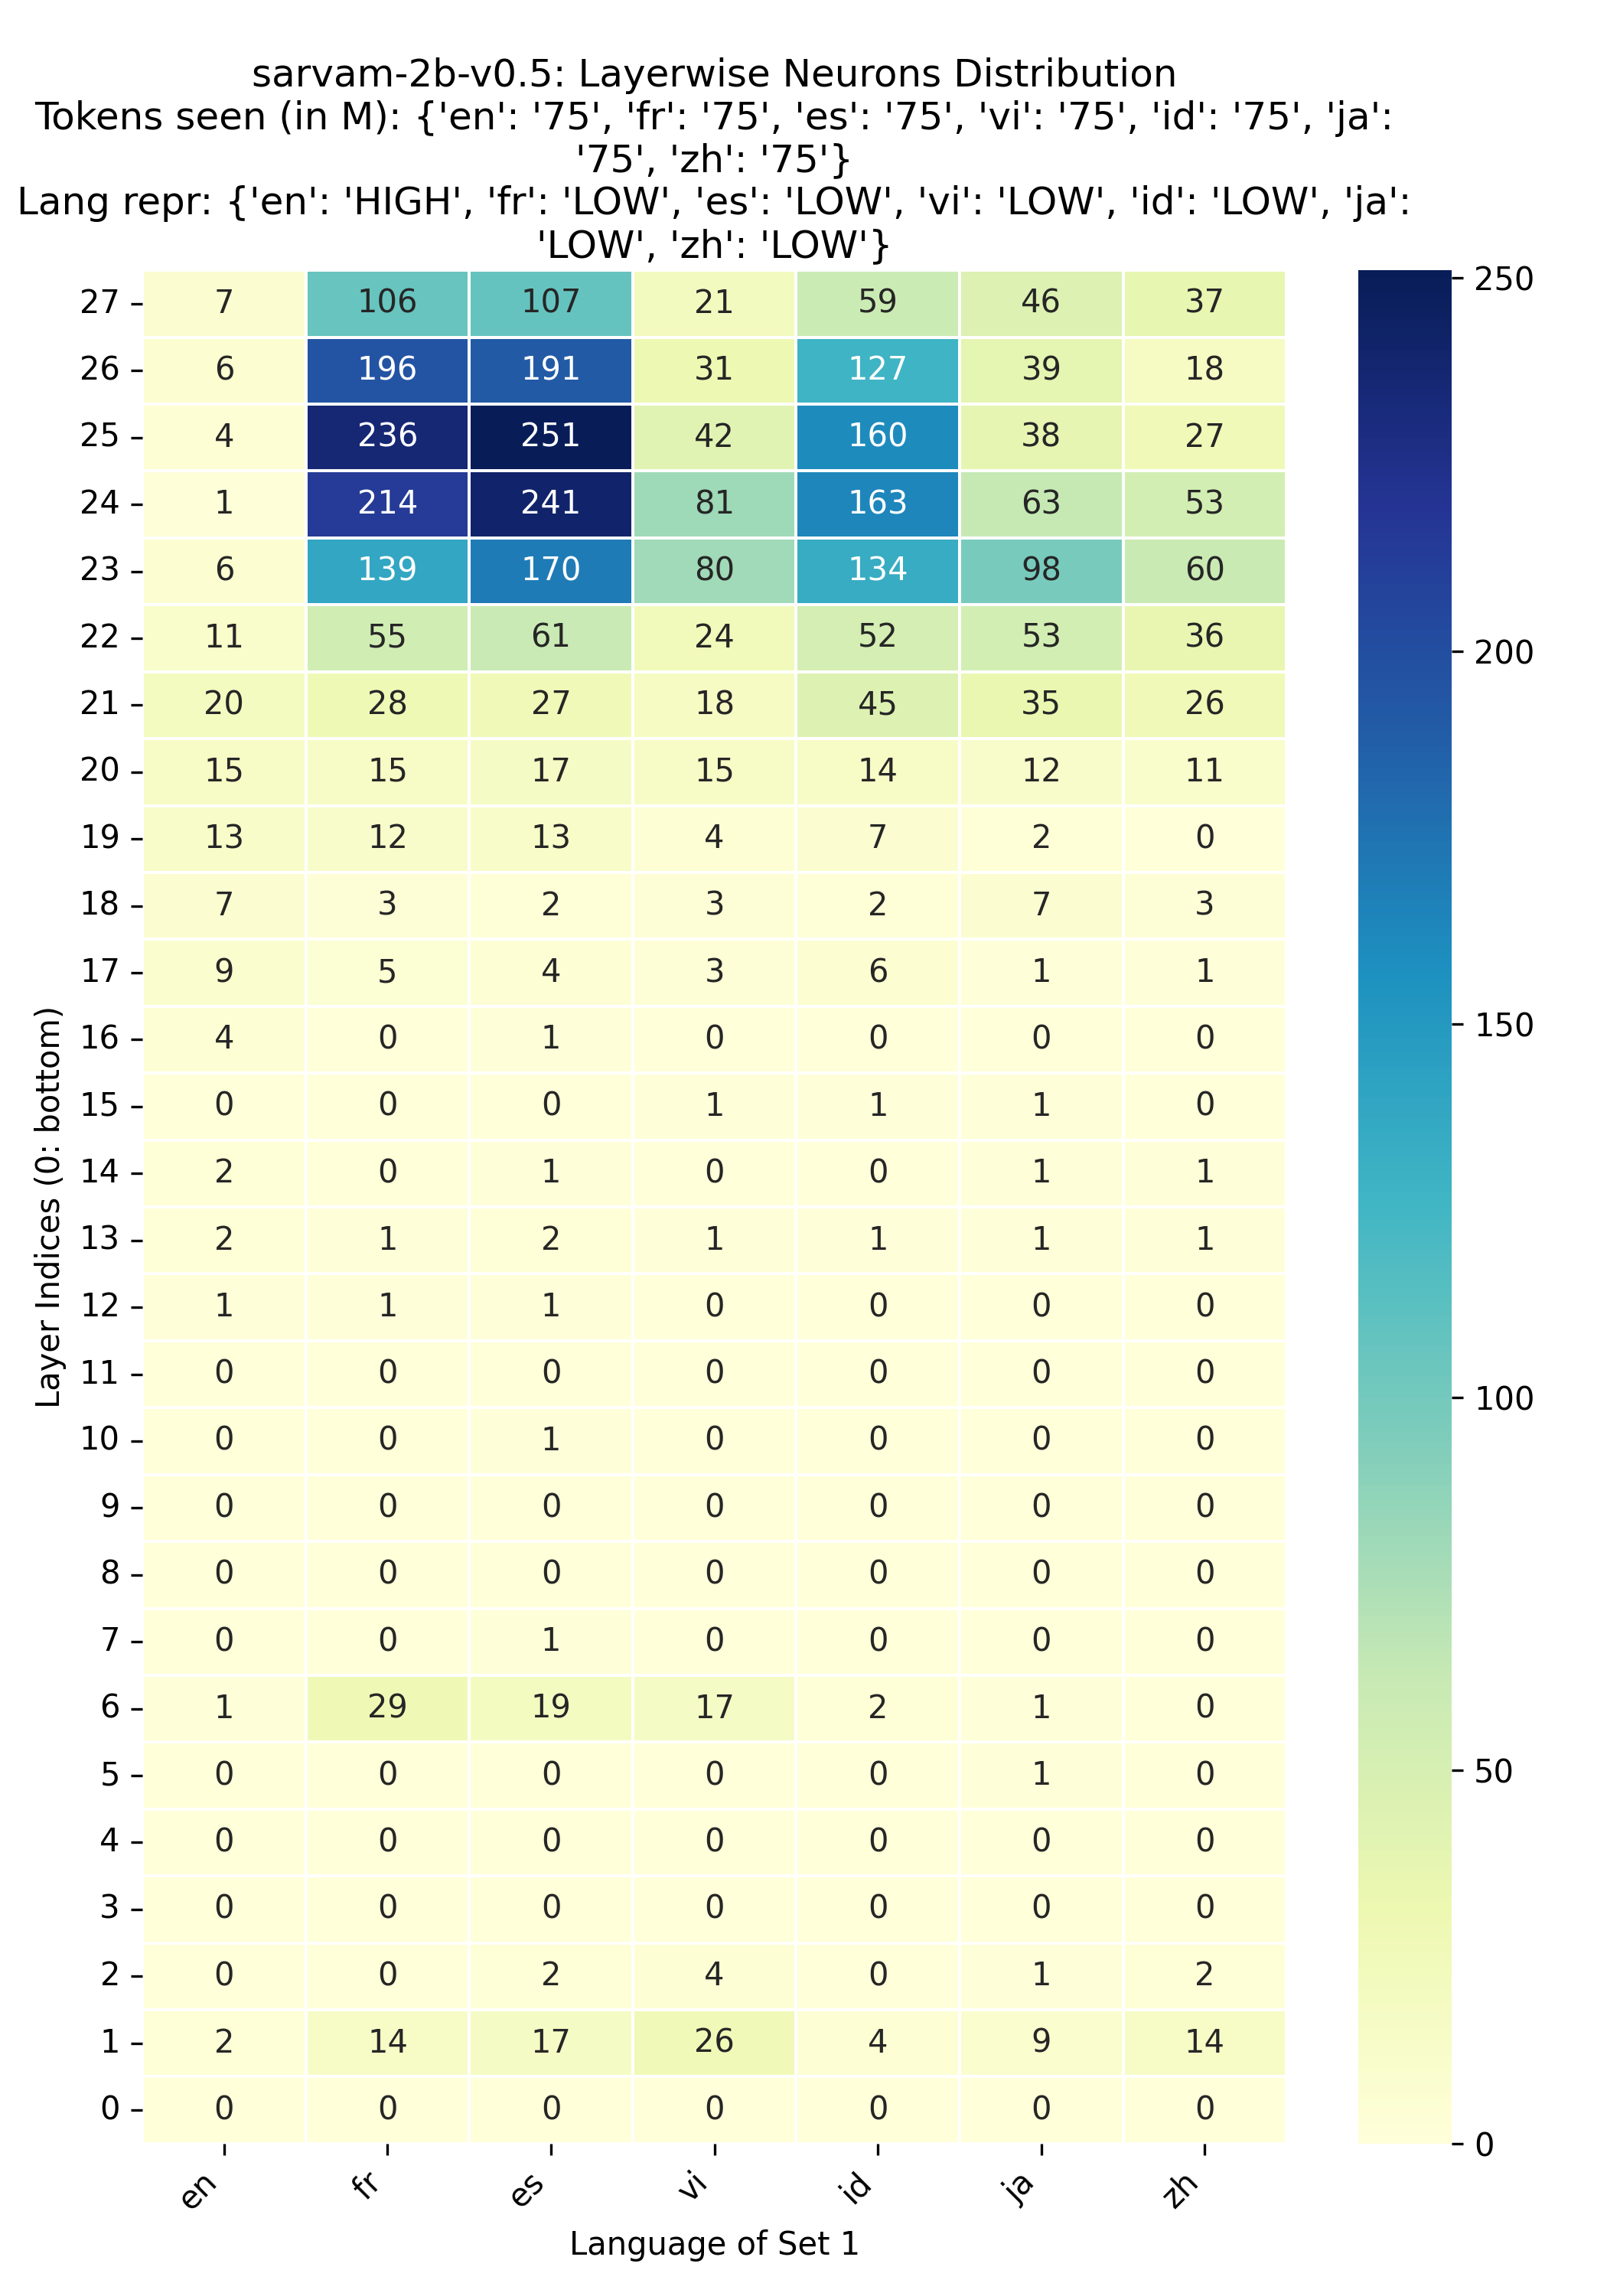 sarvam-2b-v0.5: Layerwise Neurons Distribution
Tokens seen (in M): {'en': '75', 'fr': '75', 'es': '75', 'vi': '75', 'id': '75', 'ja':
'75', 'zh': '75'}
Lang repr: {'en': 'HIGH', 'fr': 'LOW', 'es': 'LOW', 'vi': 'LOW', 'id': 'LOW', 'ja':
'LOW', 'zh': 'LOW'}
27 7 106 107 21 59 46 37
26 6 196 191 31 127 39 18
25 4 236 251 42 160 38 27
24 1 214 241 81 163 63 53
23 6 139 170 80 134 98 60
22 11 55 61 24 52 53 36
21 20 28 27 18 45 35 26
20 15 15 17 15 14 12 11
19 13 12 13 4 7 2 0
18 7 3 2 3 2 7 3
17 9 5 4 3 6 1 1
16 4 0 1 0 0 0 0
15 0 0 0 1 1 1 0
14 2 0 1 0 0 1 1
13 2 1 2 1 1 1 1
12 1 1 1 0 0 0 0
11 0 0 0 0 0 0 0
10 0 0 1 0 0 0 0
9 0 0 0 0 0 0 0
8 0 0 0 0 0 0 0
7 0 0 1 0 0 0 0
6 1 29 19 17 2 1 0
5 0 0 0 0 0 1 0
4 0 0 0 0 0 0 0
3 0 0 0 0 0 0 0
2 0 0 2 4 0 1 2
1 2 14 17 26 4 9 14
0 0 0 0 0 0 0 0
en fr es vi id ja zh
Language of Set 1
Layer Indices (0: bottom)
250
200
150
100
50
0